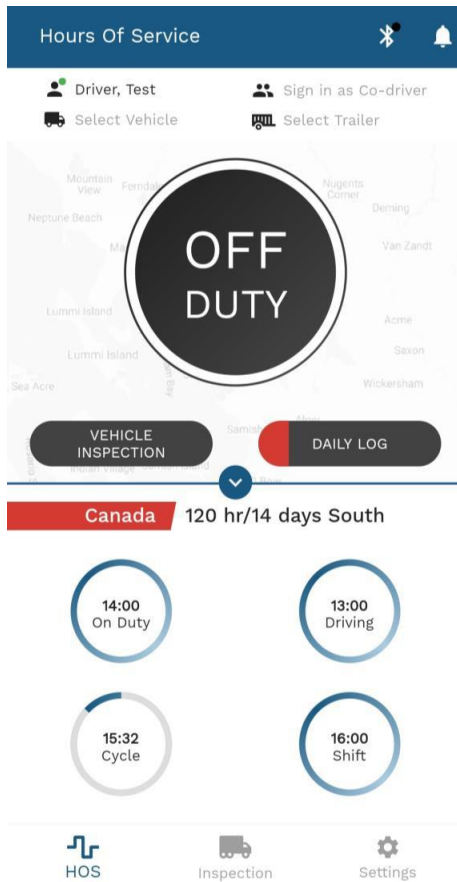 Hours Of Service
Driver, Test
Sign in as Co-driver
Select Vehicle
Select Trailer
Mountain View
Nugents Corner
Deming
Neptune Beach
Van Zandt
OFF
DUTY
Lummi Island
Acme
Lummi Island
Saxon
Sea Acre
Wickersham
VEHICLE
INSPECTION
DAILY LOG
Canada
120 hr/14 days South
14:00
On Duty
13:00
Driving
15:32
Cycle
16:00
Shift
HOS
Inspection
Settings